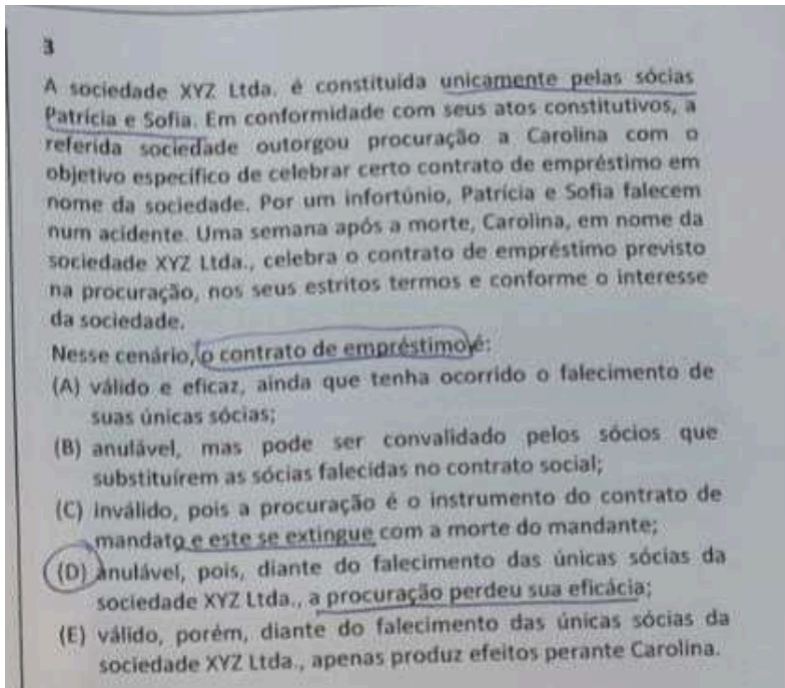 3
A sociedade XYZ Ltda. é constituída unicamente pelas sócias
Patrícia e Sofia. Em conformidade com seus atos constitutivos, a
referida sociedade outorgou procuração a Carolina com o
objetivo específico de celebrar certo contrato de empréstimo em
nome da sociedade. Por um infortúnio, Patrícia e Sofia falecem
num acidente. Uma semana após a morte, Carolina, em nome da
sociedade XYZ Ltda., celebra o contrato de empréstimo previsto
na procuração, nos seus estritos termos e conforme o interesse
da sociedade.
Nesse cenário, o contrato de empréstimo é:
(A) válido e eficaz, ainda que tenha ocorrido o falecimento de
suas únicas sócias;
(B) anulável, mas pode ser convalidado pelos sócios que
substituírem as sócias falecidas no contrato social;
(C) inválido, pois a procuração é o instrumento do contrato de
mandato e este se extingue com a morte do mandante;
(D) anulável, pois, diante do falecimento das únicas sócias da
sociedade XYZ Ltda., a procuração perdeu sua eficácia;
(E) válido, porém, diante do falecimento das únicas sócias da
sociedade XYZ Ltda., apenas produz efeitos perante Carolina.